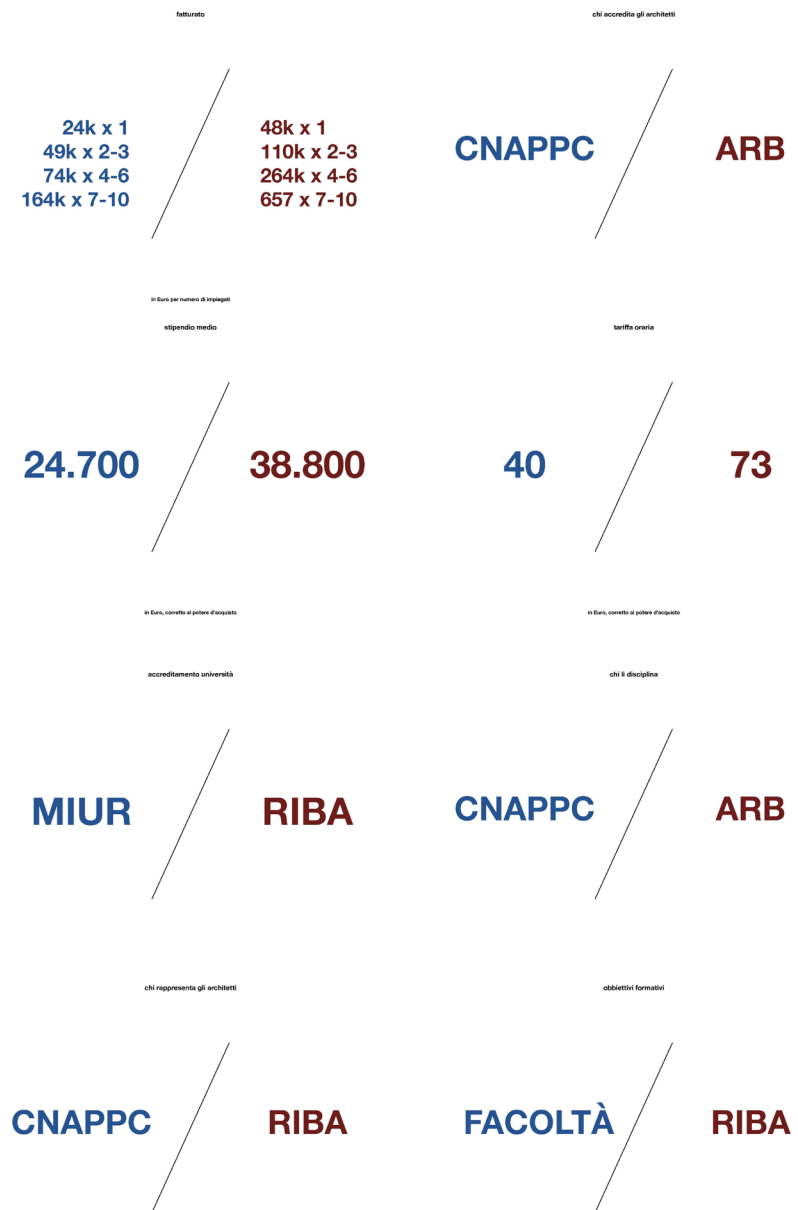 fatturato
24k x 1
49k x 2-3
74k x 4-6
164k x 7-10
48k x 1
110k x 2-3
264k x 4-6
657 x 7-10
in Euro per numero di impiegati
chi accredita gli architetti
CNAPPC
ARB
stipendio medio
24.700
38.800
in Euro, corretto al potere d'acquisto
tariffa oraria
40
73
in Euro, corretto al potere d'acquisto
accreditamento università
MIUR
RIBA
chi li disciplina
CNAPPC
ARB
chi rappresenta gli architetti
CNAPPC
RIBA
obbiettivi formativi
FACOLTÀ
RIBA